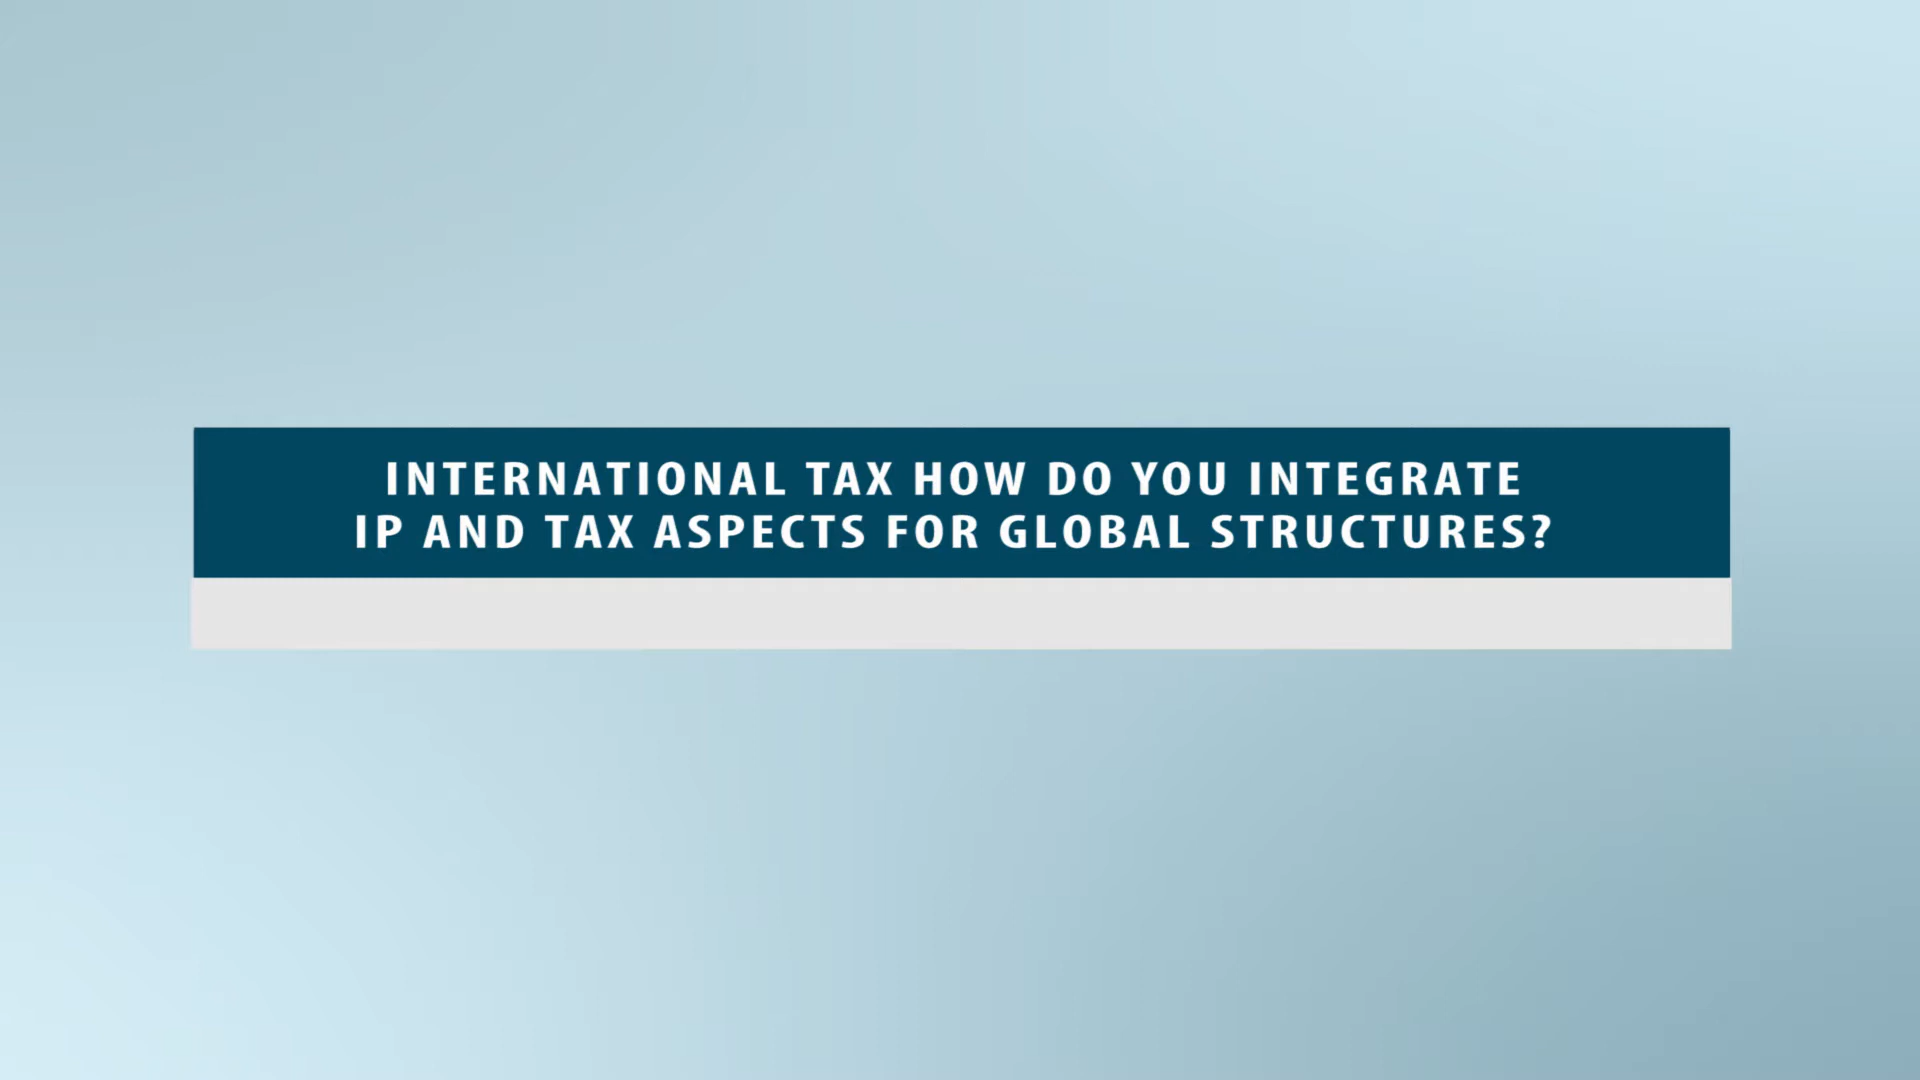 INTERNATIONAL TAX HOW DO YOU INTEGRATE
IP AND TAX ASPECTS FOR GLOBAL STRUCTURES?